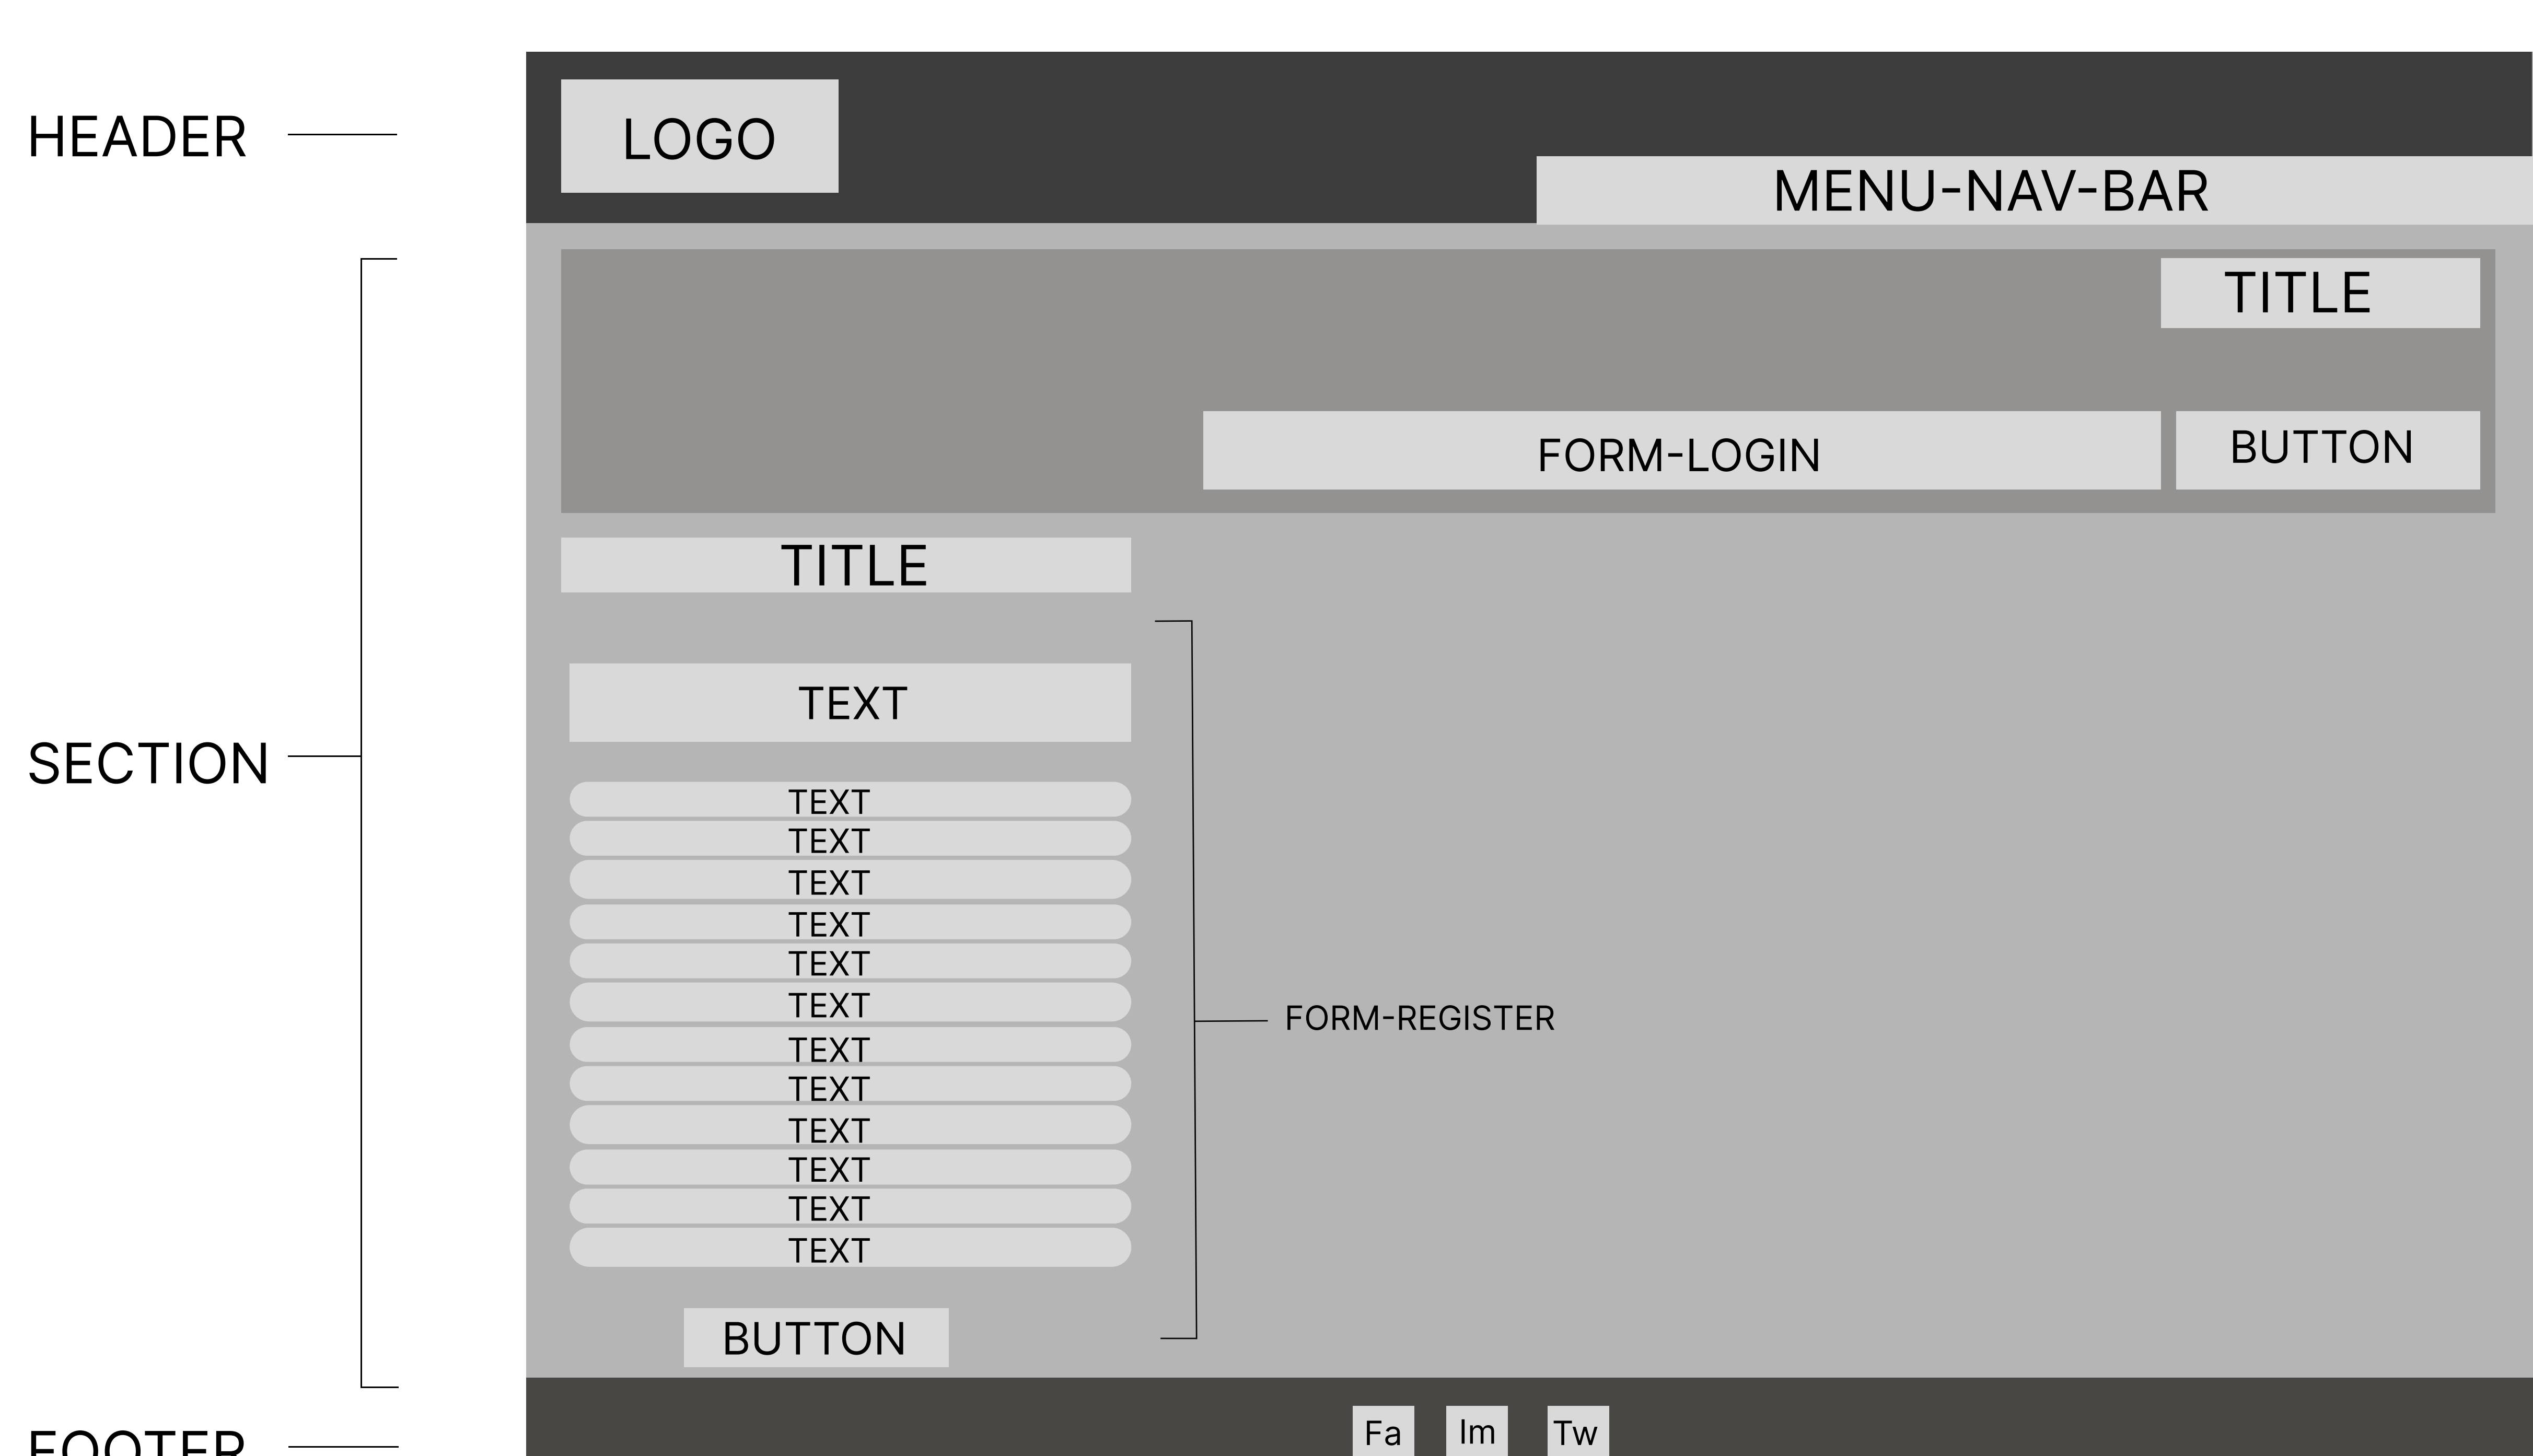 HEADER
LOGO
MENU-NAV-BAR
TITLE
FORM-LOGIN
BUTTON
TITLE
TEXT
SECTION
TEXT
TEXT
TEXT
TEXT
TEXT
TEXT
TEXT
TEXT
TEXT
TEXT
TEXT
TEXT
FORM-REGISTER
BUTTON
FOOTER
Fa
Im
Tw